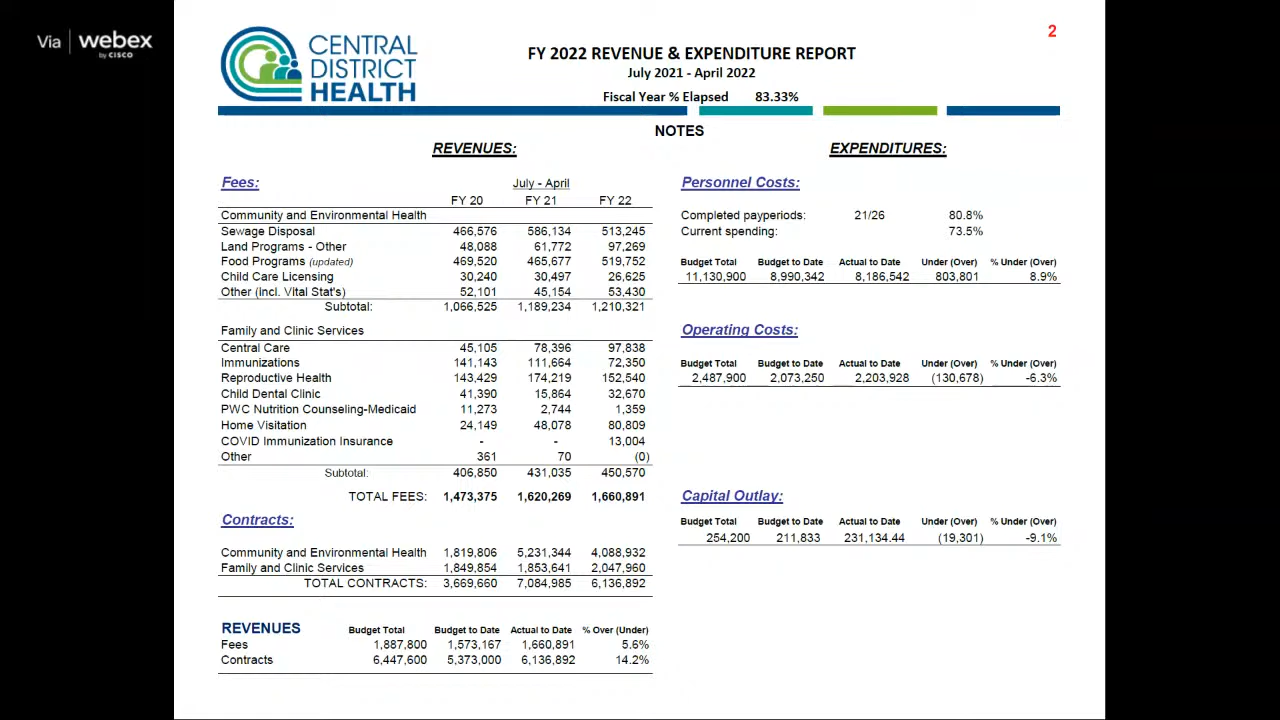 Via webex
by CISCO
2
CENTRAL
DISTRICT
HEALTH
FY 2022 REVENUE & EXPENDITURE REPORT
July 2021 - April 2022
Fiscal Year % Elapsed 83.33%
NOTES
REVENUES:
Fees: July - April
FY 20 FY 21 FY 22
Community and Environmental Health
Sewage Disposal 466,576 586,134 513,245
Land Programs - Other 48,088 61,772 97,269
Food Programs (updated) 469,520 465,677 519,752
Child Care Licensing 30,240 30,497 26,625
Other (incl. Vital Stat's) 52,101 45,154 53,430
Subtotal: 1,066,525 1,189,234 1,210,321
Family and Clinic Services
Central Care 45,105 78,396 97,838
Immunizations 141,143 111,664 72,350
Reproductive Health 143,429 174,219 152,540
Child Dental Clinic 41,390 15,864 32,670
PWC Nutrition Counseling-Medicaid 11,273 2,744 1,359
Home Visitation 24,149 48,078 80,809
COVID Immunization Insurance - - 13,004
Other 361 70 (0)
Subtotal: 406,850 431,035 450,570
TOTAL FEES: 1,473,375 1,620,269 1,660,891
Contracts:
Community and Environmental Health 1,819,806 5,231,344 4,088,932
Family and Clinic Services 1,849,854 1,853,641 2,047,960
TOTAL CONTRACTS: 3,669,660 7,084,985 6,136,892
REVENUES Budget Total Budget to Date Actual to Date % Over (Under)
Fees 1,887,800 1,573,167 1,660,891 5.6%
Contracts 6,447,600 5,373,000 6,136,892 14.2%
EXPENDITURES:
Personnel Costs:
Completed payperiods: 21/26 80.8%
Current spending: 73.5%
Budget Total Budget to Date Actual to Date Under (Over) % Under (Over)
11,130,900 8,990,342 8,186,542 803,801 8.9%
Operating Costs:
Budget Total Budget to Date Actual to Date Under (Over) % Under (Over)
2,487,900 2,073,250 2,203,928 (130,678) -6.3%
Capital Outlay:
Budget Total Budget to Date Actual to Date Under (Over) % Under (Over)
254,200 211,833 231,134.44 (19,301) -9.1%